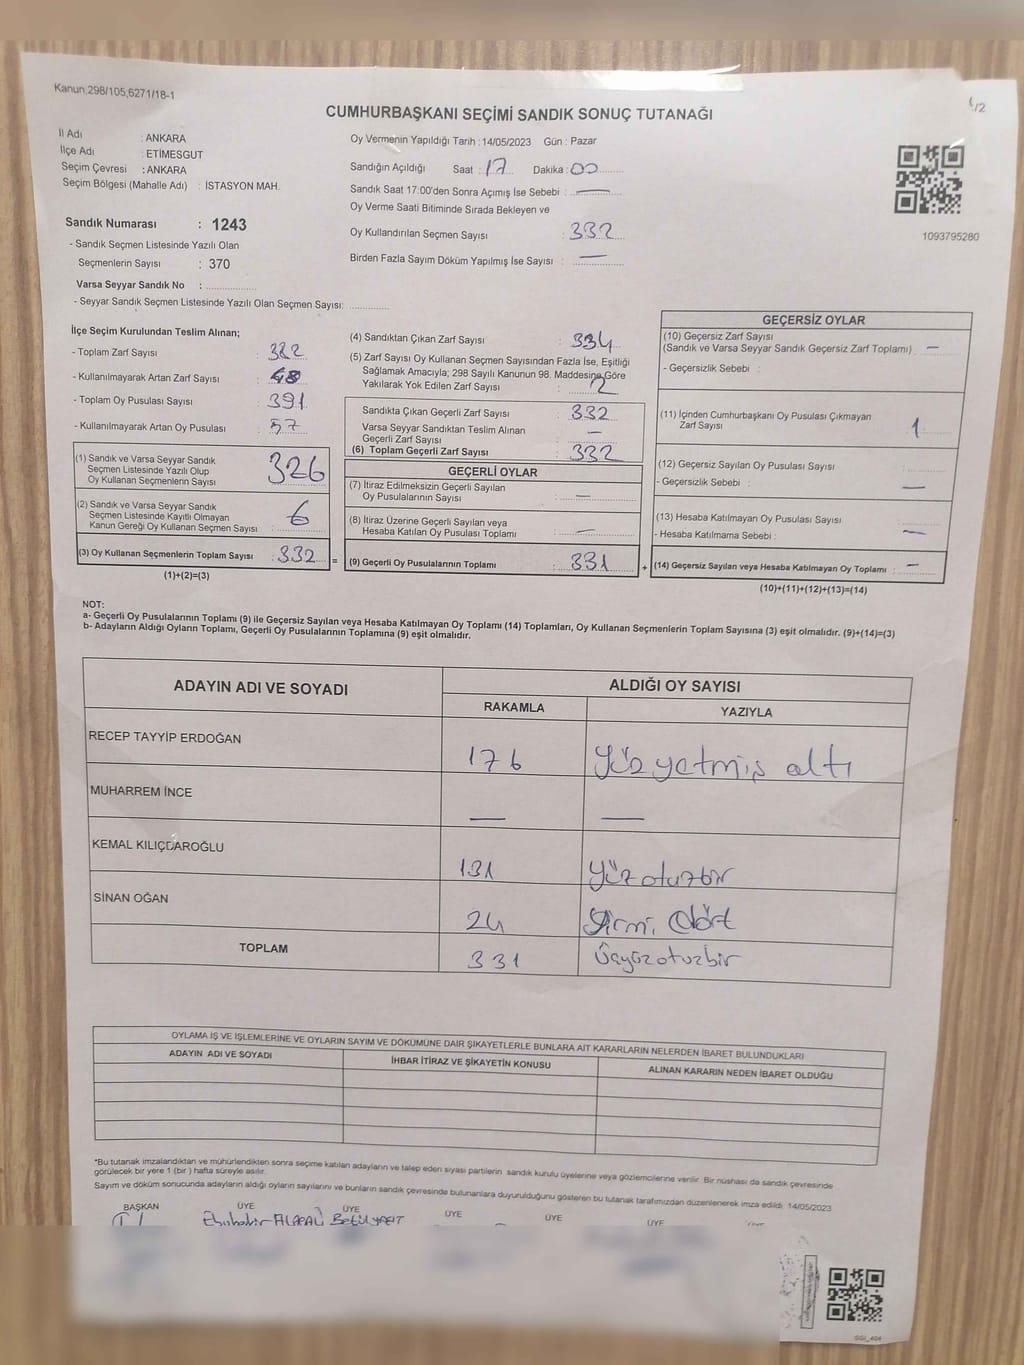 Kanun,298/105,6271/18-1
1/2
CUMHURBAŞKANI SEÇİMİ SANDIK SONUÇ TUTANAĞI
İl Adı : ANKARA
İlçe Adı : ETİMESGUT
Seçim Çevresi : ANKARA
Seçim Bölgesi (Mahalle Adı) : İSTASYON MAH.
Oy Vermenin Yapıldığı Tarih : 14/05/2023 Gün : Pazar
Sandığın Açıldığı Saat : 17 Dakika : 00
Sandık Saat 17:00'den Sonra Açımış İse Sebebi : —
Oy Verme Saati Bitiminde Sırada Bekleyen ve
Oy Kullandırılan Seçmen Sayısı : 332
Birden Fazla Sayım Döküm Yapılmış İse Sayısı : —
1093795280
Sandık Numarası : 1243
- Sandık Seçmen Listesinde Yazılı Olan
Seçmenlerin Sayısı : 370
Varsa Seyyar Sandık No :
- Seyyar Sandık Seçmen Listesinde Yazılı Olan Seçmen Sayısı:
İlçe Seçim Kurulundan Teslim Alınan;
- Toplam Zarf Sayısı : 382
- Kullanılmayarak Artan Zarf Sayısı : 48
- Toplam Oy Pusulası Sayısı : 391
- Kullanılmayarak Artan Oy Pusulası : 57
(1) Sandık ve Varsa Seyyar Sandık
Seçmen Listesinde Yazılı Olup
Oy Kullanan Seçmenlerin Sayısı 326
(2) Sandık ve Varsa Seyyar Sandık
Seçmen Listesinde Kayıtlı Olmayan
Kanun Gereği Oy Kullanan Seçmen Sayısı : 6
(3) Oy Kullanan Seçmenlerin Toplam Sayısı : 332 =
(1)+(2)=(3)
(4) Sandıktan Çıkan Zarf Sayısı : 334
(5) Zarf Sayısı Oy Kullanan Seçmen Sayısından Fazla İse, Eşitliği
Sağlamak Amacıyla; 298 Sayılı Kanunun 98. Maddesine Göre
Yakılarak Yok Edilen Zarf Sayısı : 2
Sandıkta Çıkan Geçerli Zarf Sayısı : 332
Varsa Seyyar Sandıktan Teslim Alınan
Geçerli Zarf Sayısı : —
(6) Toplam Geçerli Zarf Sayısı : 332
GEÇERLİ OYLAR
(7) İtiraz Edilmeksizin Geçerli Sayılan
Oy Pusulalarının Sayısı : —
(8) İtiraz Üzerine Geçerli Sayılan veya
Hesaba Katılan Oy Pusulası Toplamı : —
(9) Geçerli Oy Pusulalarının Toplamı : 331 +
GEÇERSİZ OYLAR
(10) Geçersiz Zarf Sayısı
(Sandık ve Varsa Seyyar Sandık Geçersiz Zarf Toplamı) : —
- Geçersizlik Sebebi :
(11) İçinden Cumhurbaşkanı Oy Pusulası Çıkmayan
Zarf Sayısı : 1
(12) Geçersiz Sayılan Oy Pusulası Sayısı :
- Geçersizlik Sebebi : —
(13) Hesaba Katılmayan Oy Pusulası Sayısı :
- Hesaba Katılmama Sebebi : —
(14) Geçersiz Sayılan veya Hesaba Katılmayan Oy Toplamı : —
(10)+(11)+(12)+(13)=(14)
NOT:
a- Geçerli Oy Pusulalarının Toplamı (9) ile Geçersiz Sayılan veya Hesaba Katılmayan Oy Toplamı (14) Toplamları, Oy Kullanan Seçmenlerin Toplam Sayısına (3) eşit olmalıdır. (9)+(14)=(3)
b- Adayların Aldığı Oyların Toplamı, Geçerli Oy Pusulalarının Toplamına (9) eşit olmalıdır.
ADAYIN ADI VE SOYADI ALDIĞI OY SAYISI
RAKAMLA YAZIYLA
RECEP TAYYİP ERDOĞAN 176 Yüz yetmiş altı
MUHARREM İNCE — —
KEMAL KILIÇDAROĞLU 131 Yüzotuzbir
SİNAN OĞAN 24 Yirmi Dört
TOPLAM 331 Üçyüzotuzbir
OYLAMA İŞ VE İŞLEMLERİNE VE OYLARIN SAYIM VE DÖKÜMÜNE DAİR ŞİKAYETLERLE BUNLARA AİT KARARLARIN NELERDEN İBARET BULUNDUKLARI
ADAYIN ADI VE SOYADI İHBAR İTİRAZ VE ŞİKAYETİN KONUSU ALINAN KARARIN NEDEN İBARET OLDUĞU
*Bu tutanak imzalandıktan ve mühürlendikten sonra seçime katılan adayların ve talep eden siyasi partilerin sandık kurulu üyelerine veya gözlemcilerine verilir. Bir nüshası da sandık çevresinde
görülecek bir yere 1 (bir) hafta süreyle asılır.
Sayım ve döküm sonucunda adayların aldığı oyların sayılarını ve bunların sandık çevresinde bulunanlara duyurulduğunu gösteren bu tutanak tarafımızdan düzenlenerek imza edildi. 14/05/2023
BAŞKAN ÜYE ÜYE ÜYE ÜYE ÜYE